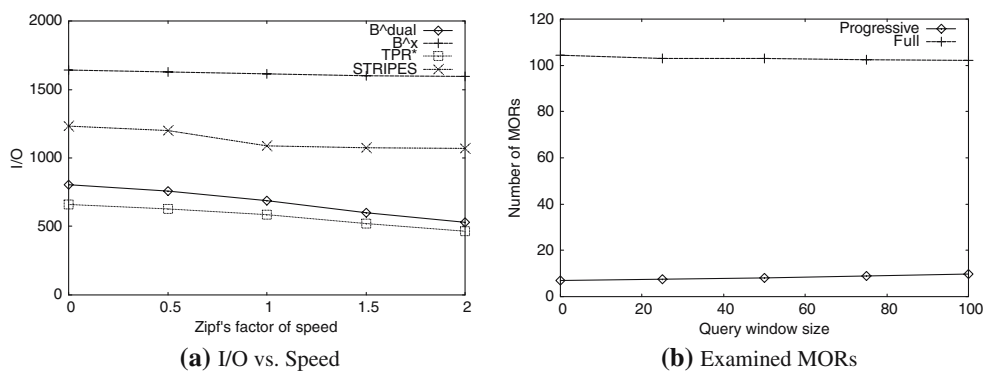 2000
1500
1000
500
0
I/O
B^dual
B^x
TPR*
STRIPES
0 0.5 1 1.5 2
Zipf's factor of speed
(a) I/O vs. Speed
120
100
80
60
40
20
0
Number of MORs
Progressive
Full
0 20 40 60 80 100
Query window size
(b) Examined MORs